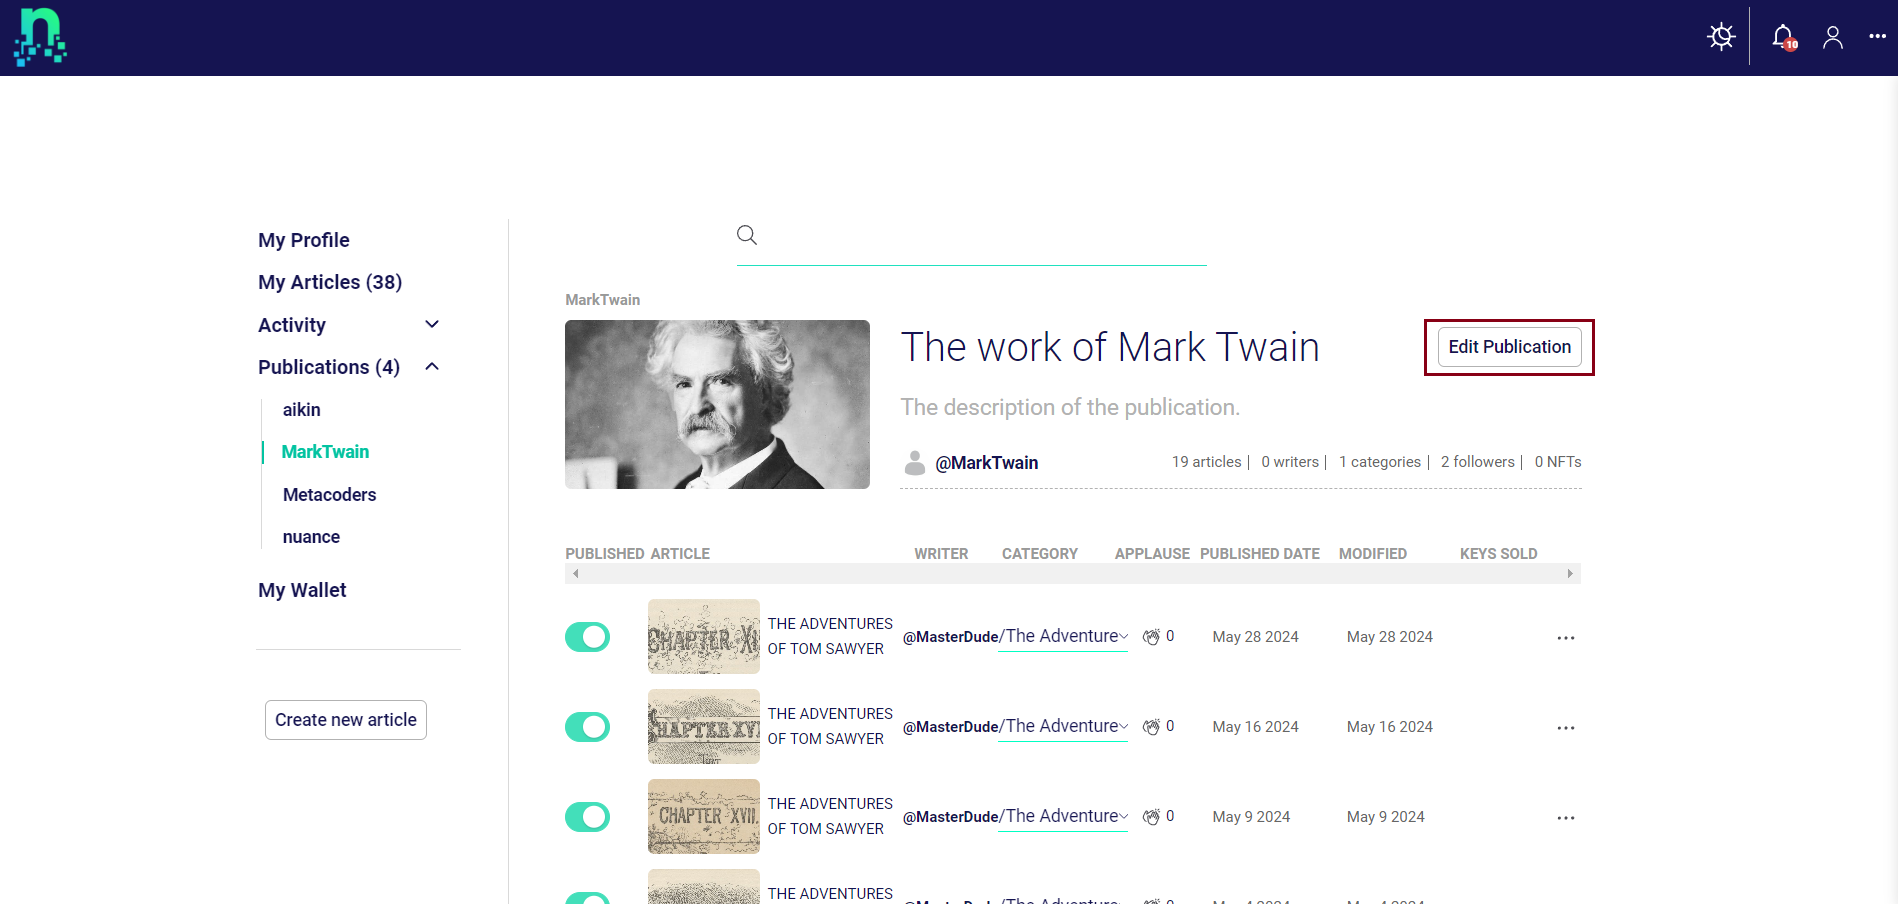 n
10
My Profile
My Articles (38)
Activity
Publications (4)
aikin
MarkTwain
Metacoders
nuance
My Wallet
Create new article
MarkTwain
The work of Mark Twain
Edit Publication
The description of the publication.
@MarkTwain
19 articles | 0 writers | 1 categories | 2 followers | 0 NFTs
PUBLISHED ARTICLE WRITER CATEGORY APPLAUSE PUBLISHED DATE MODIFIED KEYS SOLD
CHAPTER XI
THE ADVENTURES
OF TOM SAWYER
@MasterDude /The Adventure 0 May 28 2024 May 28 2024
CHAPTER XV
THE ADVENTURES
OF TOM SAWYER
@MasterDude /The Adventure 0 May 16 2024 May 16 2024
CHAPTER XVII.
THE ADVENTURES
OF TOM SAWYER
@MasterDude /The Adventure 0 May 9 2024 May 9 2024
THE ADVENTURES